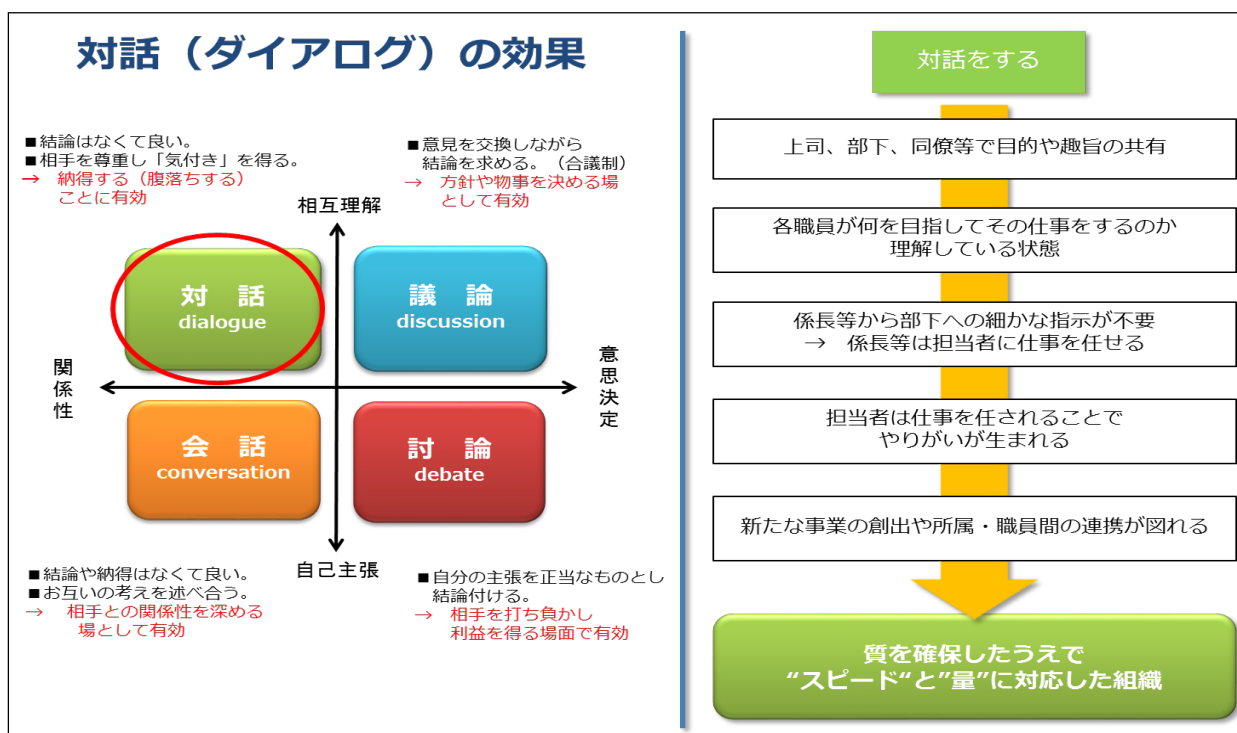 対話（ダイアログ）の効果
■結論はなくて良い。
■相手を尊重し「気付き」を得る。
→ 納得する（腹落ちする）
ことに有効
■意見を交換しながら
結論を求める。（合議制）
→ 方針や物事を決める場
として有効
相互理解
対 話
dialogue
議 論
discussion
関係性
意思決定
会 話
conversation
討 論
debate
自己主張
■結論や納得はなくて良い。
■お互いの考えを述べ合う。
→ 相手との関係性を深める
場として有効
■自分の主張を正当なものとし
結論付ける。
→ 相手を打ち負かし
利益を得る場面で有効
対話をする
上司、部下、同僚等で目的や趣旨の共有
各職員が何を目指してその仕事をするのか
理解している状態
係長等から部下への細かな指示が不要
→ 係長等は担当者に仕事を任せる
担当者は仕事を任されることで
やりがいが生まれる
新たな事業の創出や所属・職員間の連携が図れる
質を確保したうえで
“スピード“と”量”に対応した組織